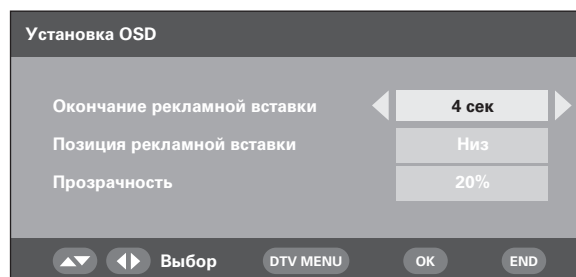 Установка OSD
Окончание рекламной вставки 4 сек
Позиция рекламной вставки Низ
Прозрачность 20%
Выбор DTV MENU OK END